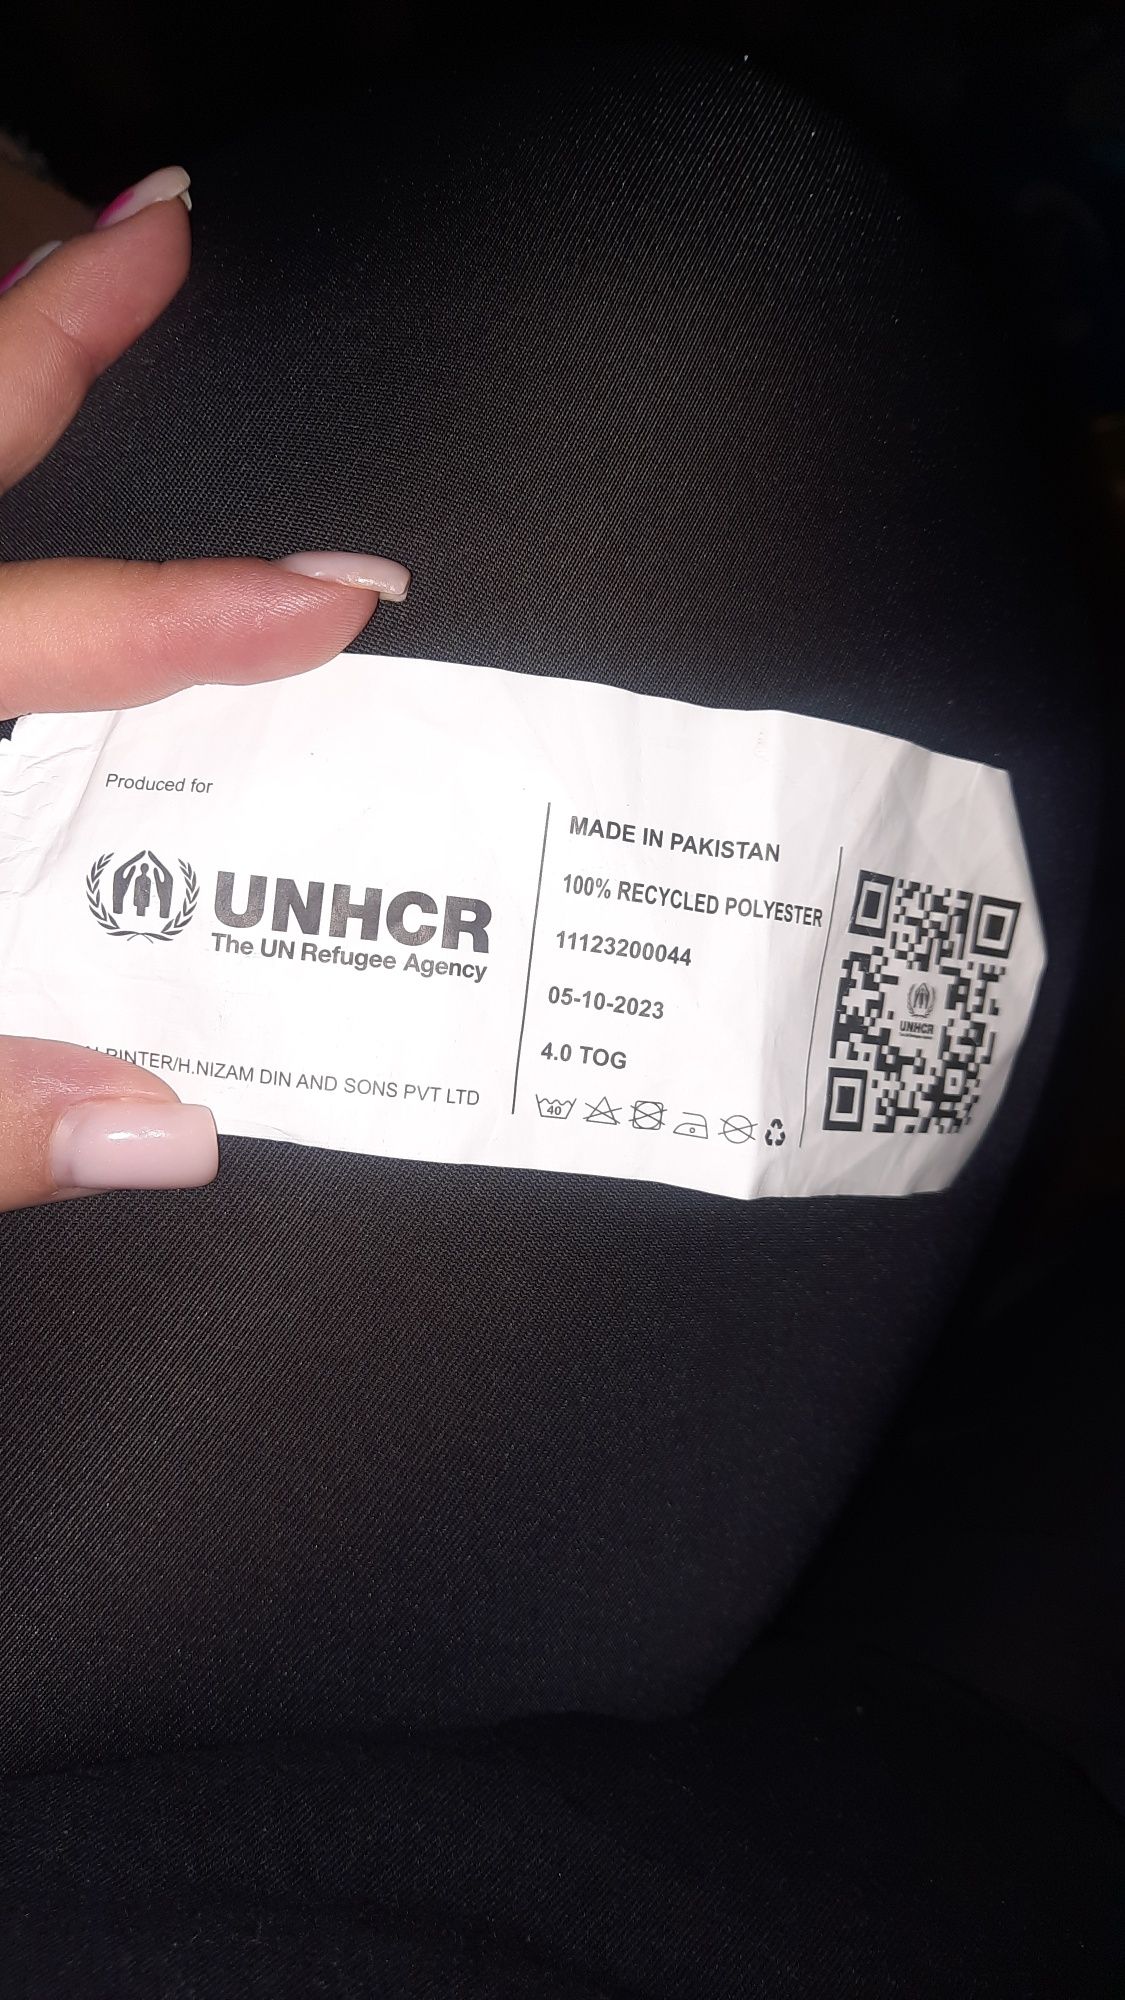 Produced for
UNHCR
The UN Refugee Agency
NIZAM DIN AND SONS PVT LTD
MADE IN PAKISTAN
100% RECYCLED POLYESTER
11123200044
05-10-2023
4.0 TOG
40
UNHCR